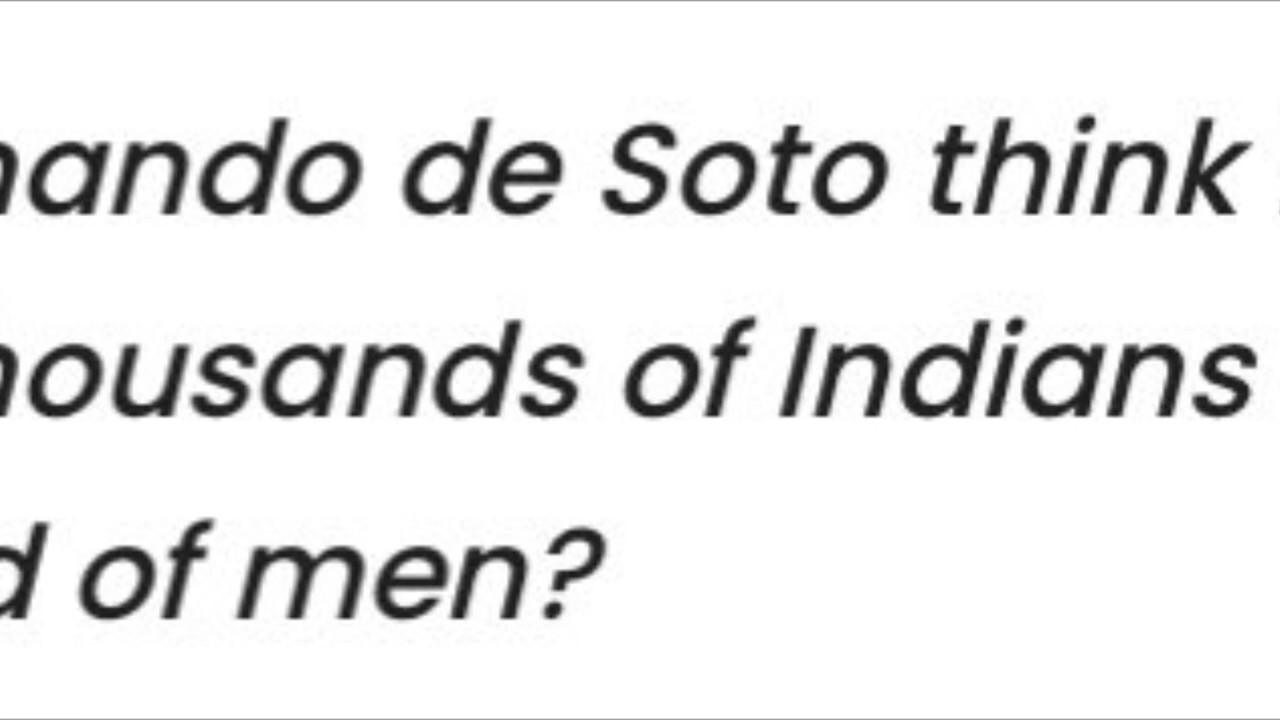 nando de Soto think
housands of Indians
d of men?